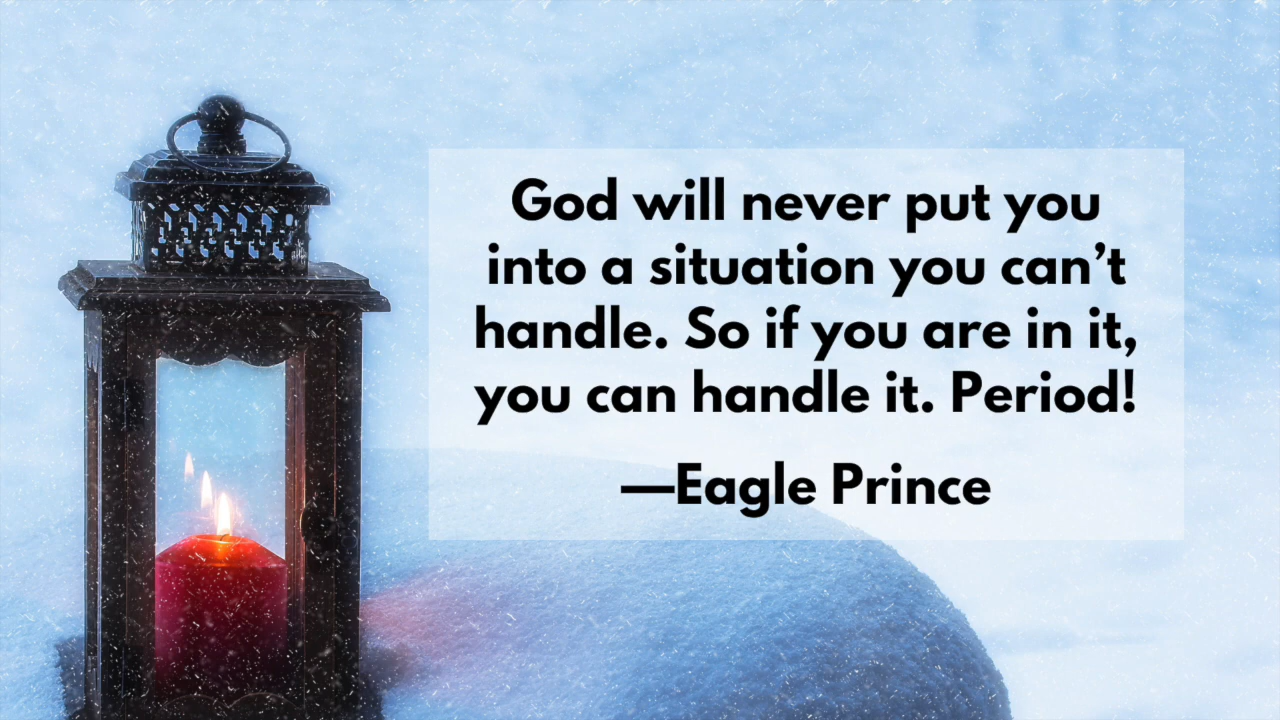 God will never put you
into a situation you can’t
handle. So if you are in it,
you can handle it. Period!
—Eagle Prince